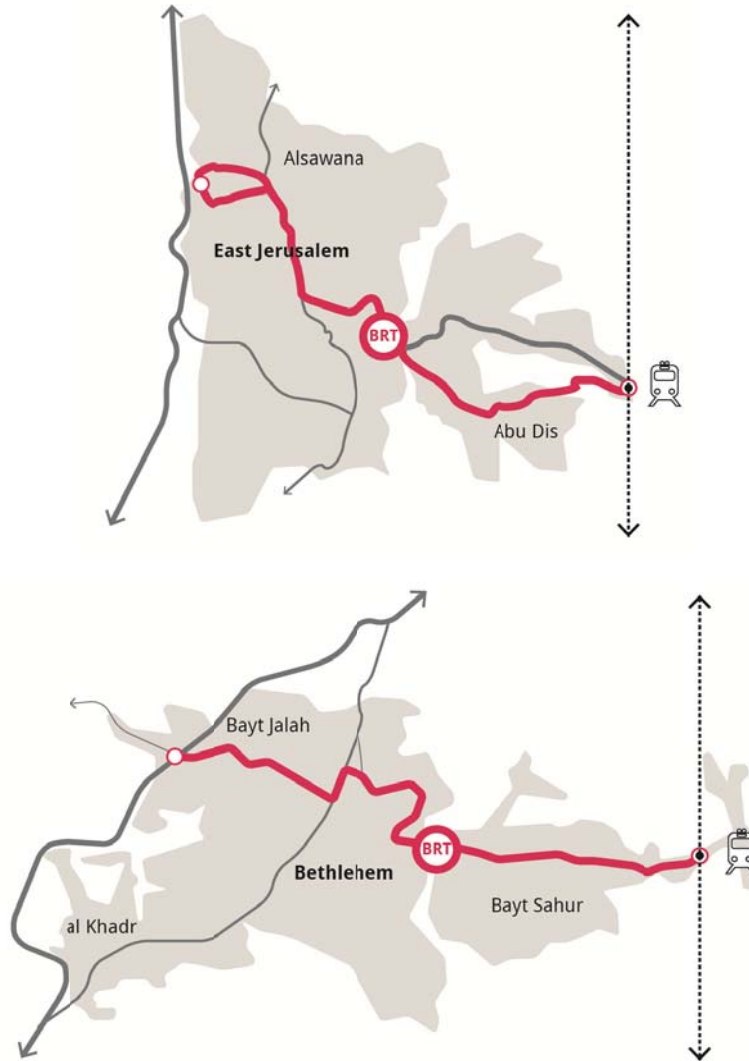 Alsawana
East Jerusalem
BRT
Abu Dis
Bayt Jalah
BRT
Bethlehem
Bayt Sahur
al Khadr